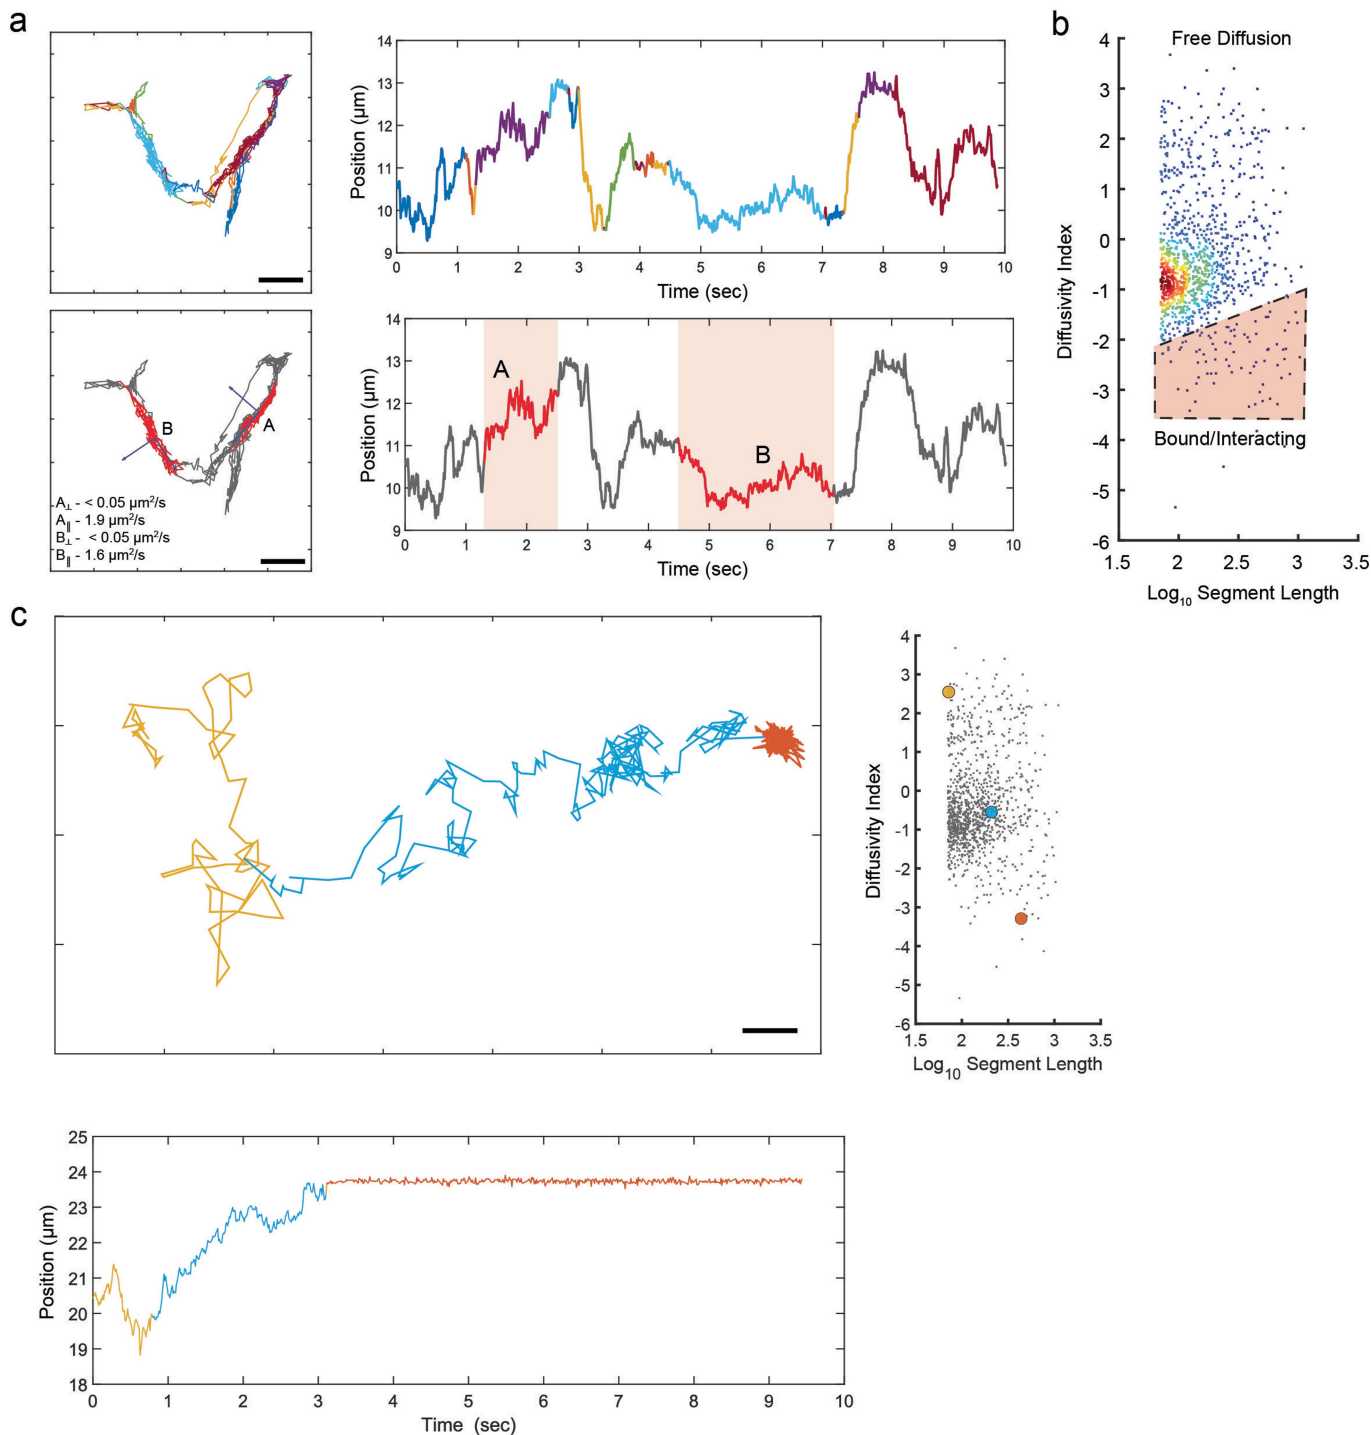 a
14
13
12
11
10
9
Position (µm)
0 1 2 3 4 5 6 7 8 9 10
Time (sec)
B
A
A⊥ - < 0.05 µm²/s
A∥ - 1.9 µm²/s
B⊥ - < 0.05 µm²/s
B∥ - 1.6 µm²/s
14
13
12
11
10
9
Position (µm)
A
B
0 1 2 3 4 5 6 7 8 9 10
Time (sec)
b
4
3
2
1
0
-1
-2
-3
-4
-5
-6
Diffusivity Index
Free Diffusion
Bound/Interacting
1.5 2 2.5 3 3.5
Log₁₀ Segment Length
c
4
3
2
1
0
-1
-2
-3
-4
-5
-6
Diffusivity Index
1.5 2 2.5 3 3.5
Log₁₀ Segment Length
25
24
23
22
21
20
19
18
Position (µm)
0 1 2 3 4 5 6 7 8 9 10
Time (sec)